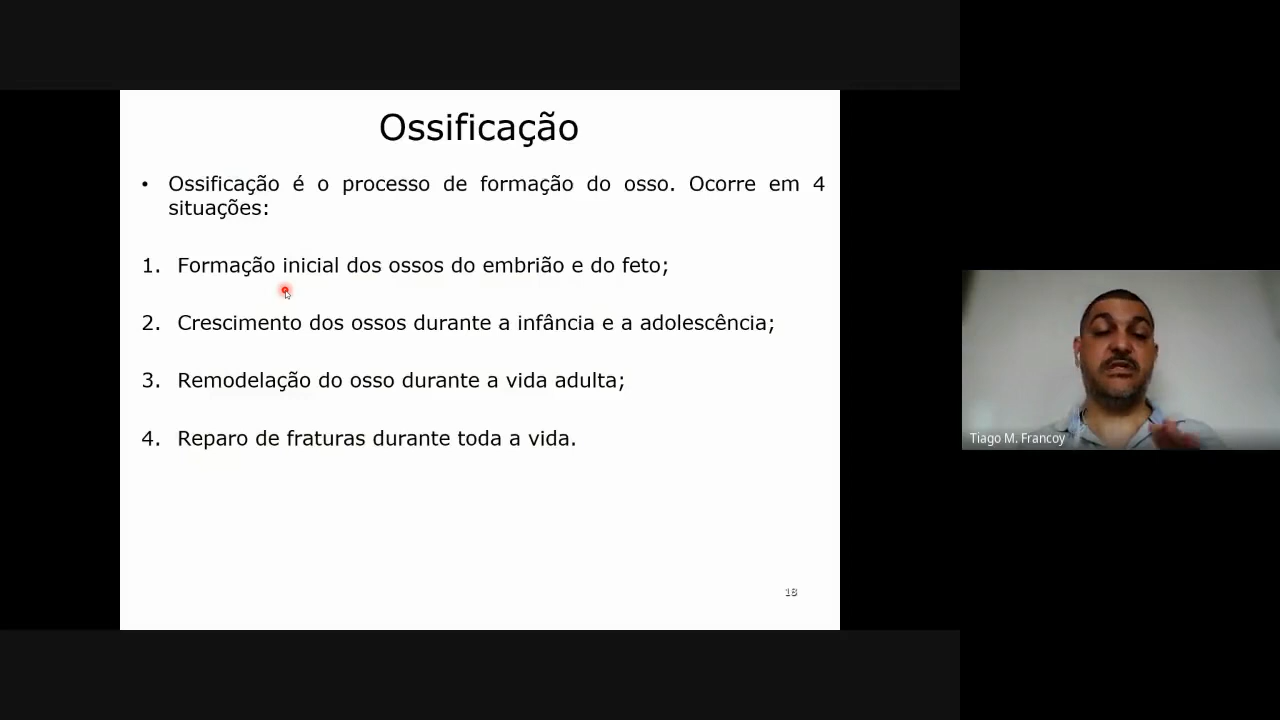 Ossificação
• Ossificação é o processo de formação do osso. Ocorre em 4
situações:
1. Formação inicial dos ossos do embrião e do feto;
2. Crescimento dos ossos durante a infância e a adolescência;
3. Remodelação do osso durante a vida adulta;
4. Reparo de fraturas durante toda a vida.
18
Tiago M. Francoy